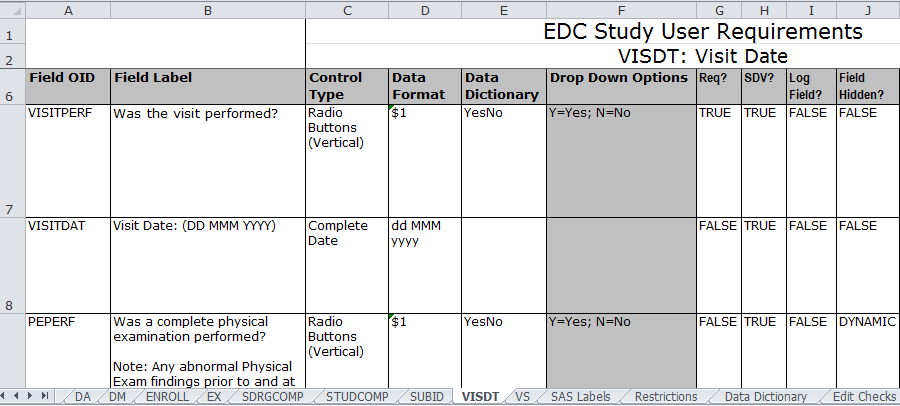 A B C D E F G H I J
1 EDC Study User Requirements
2 VISDT: Visit Date
Field OID Field Label Control Data Data Drop Down Options Req? SDV? Log Field
6 Type Format Dictionary Field? Hidden?
VISITPERF Was the visit performed? Radio $1 YesNo Y=Yes; N=No TRUE TRUE FALSE FALSE
Buttons
(Vertical)
7
VISITDAT Visit Date: (DD MMM YYYY) Complete dd MMM FALSE TRUE FALSE FALSE
Date yyyy
8
PEPERF Was a complete physical Radio $1 YesNo Y=Yes; N=No FALSE TRUE FALSE DYNAMIC
examination performed? Buttons
(Vertical)
Note: Any abnormal Physical
Exam findings prior to and at
DA DM ENROLL EX SDRGCOMP STUDCOMP SUBID VISDT VS SAS Labels Restrictions Data Dictionary Edit Checks